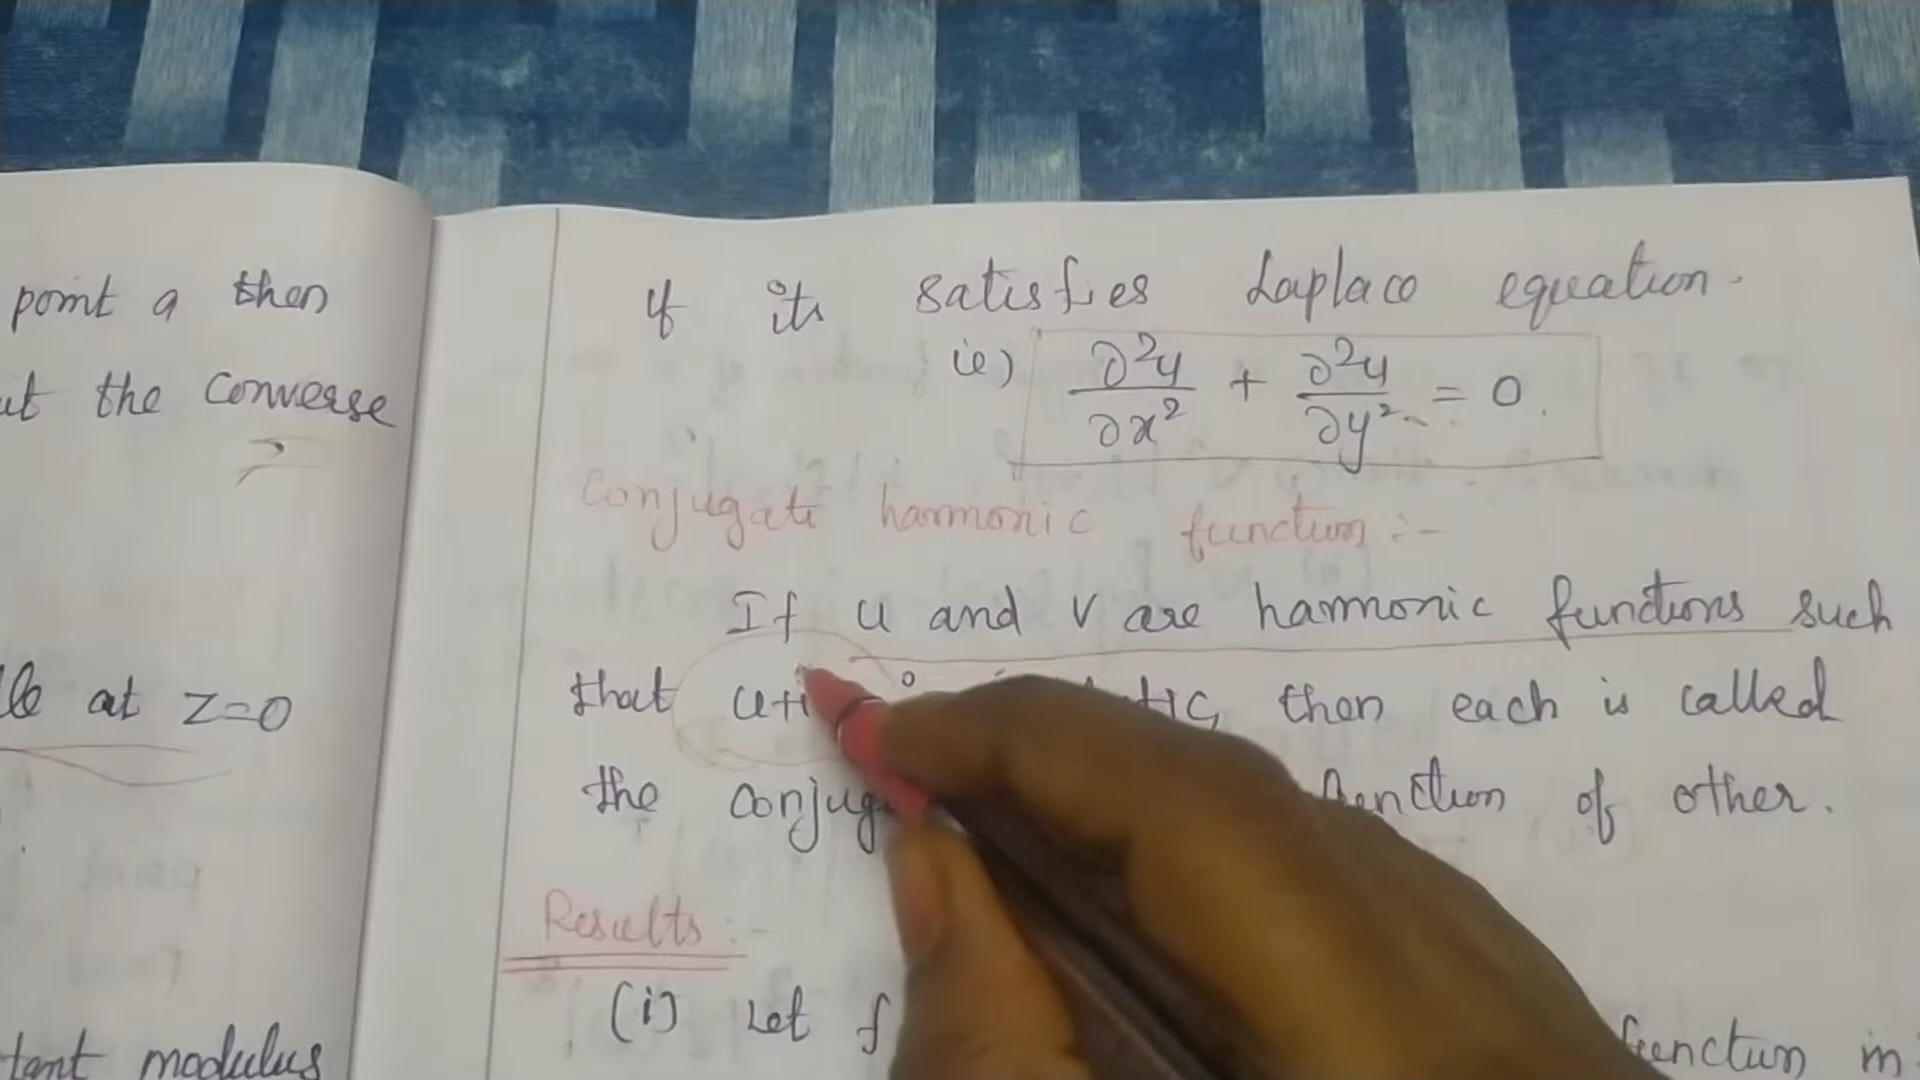 point a then
the converse
at z=0
modulus
if its satisfies Laplace equation.
ie) ∂²u/∂x² + ∂²u/∂y² = 0.
Conjugate harmonic function :-
If u and v are harmonic functions such
that u+i then each is called
the function of other.
Results :-
(i) Let f function in